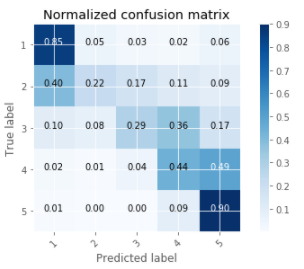 Normalized confusion matrix
0.9
1 0.85 0.05 0.03 0.02 0.06 0.8
0.7
2 0.40 0.22 0.17 0.11 0.09 0.6
True label
3 0.10 0.08 0.29 0.36 0.17 0.5
0.4
4 0.02 0.01 0.04 0.44 0.49 0.3
0.2
5 0.01 0.00 0.00 0.09 0.90 0.1
1 2 3 4 5
Predicted label